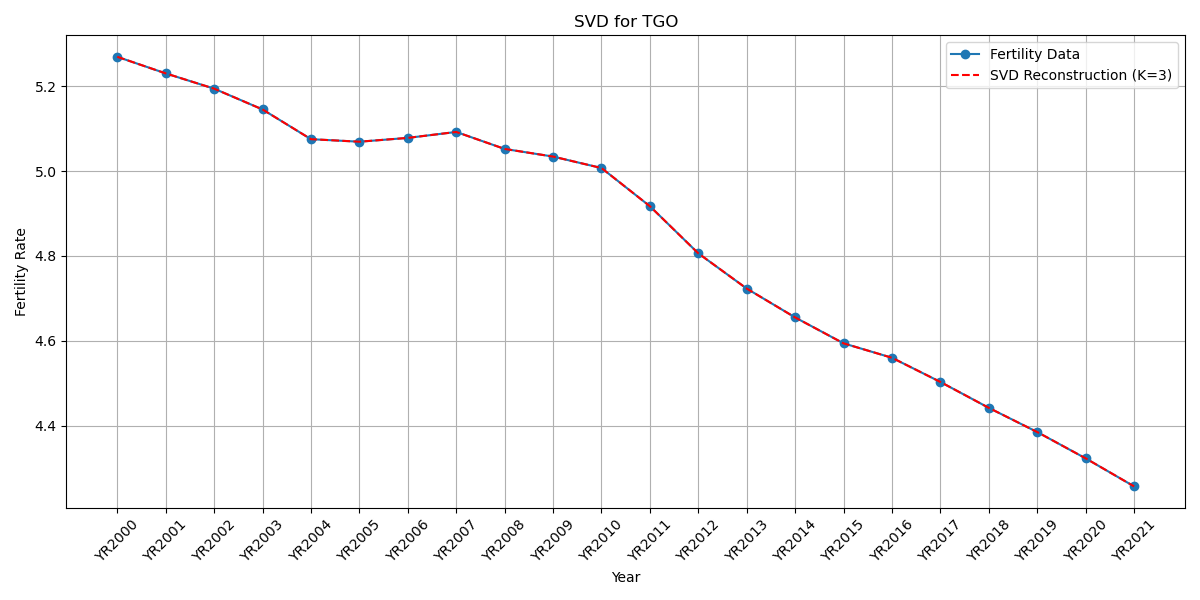 SVD for TGO
Fertility Data
SVD Reconstruction (K=3)
Fertility Rate
5.2
5.0
4.8
4.6
4.4
YR2000
YR2001
YR2002
YR2003
YR2004
YR2005
YR2006
YR2007
YR2008
YR2009
YR2010
YR2011
YR2012
YR2013
YR2014
YR2015
YR2016
YR2017
YR2018
YR2019
YR2020
YR2021
Year